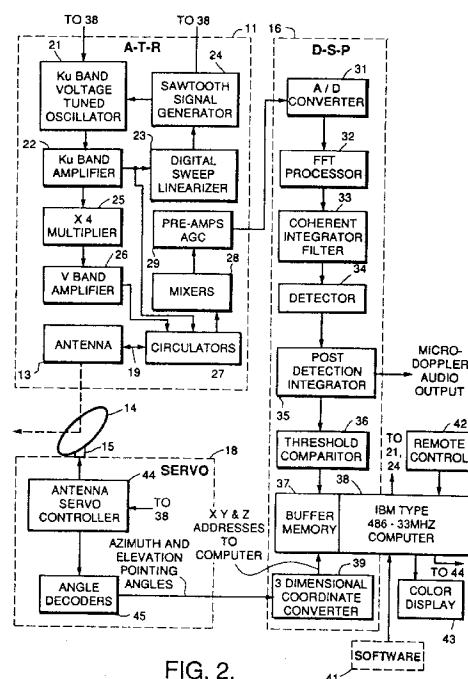 TO 38
TO 38
11
16
21
A-T-R
24
D-S-P
31
Ku BAND
VOLTAGE
TUNED
OSCILLATOR
SAWTOOTH
SIGNAL
GENERATOR
A / D
CONVERTER
22
23
32
Ku BAND
AMPLIFIER
DIGITAL
SWEEP
LINEARIZER
FFT
PROCESSOR
25
33
X 4
MULTIPLIER
PRE-AMPS
AGC
COHERENT
INTEGRATOR
FILTER
26
29
28
34
V BAND
AMPLIFIER
MIXERS
DETECTOR
ANTENNA
CIRCULATORS
13
19
27
POST
DETECTION
INTEGRATOR
MICRO-
DOPPLER
AUDIO
OUTPUT
35
14
15
18
36
TO
21,
24
42
SERVO
THRESHOLD
COMPARITOR
REMOTE
CONTROL
44
37
38
ANTENNA
SERVO
CONTROLLER
TO
38
X Y & Z
ADDRESSES
TO
COMPUTER
BUFFER
MEMORY
IBM TYPE
486-33MHZ
COMPUTER
AZIMUTH AND
ELEVATION
POINTING
ANGLES
39
TO 44
ANGLE
DECODERS
3 DIMENSIONAL
COORDINATE
CONVERTER
COLOR
DISPLAY
45
43
SOFTWARE
41
FIG. 2.